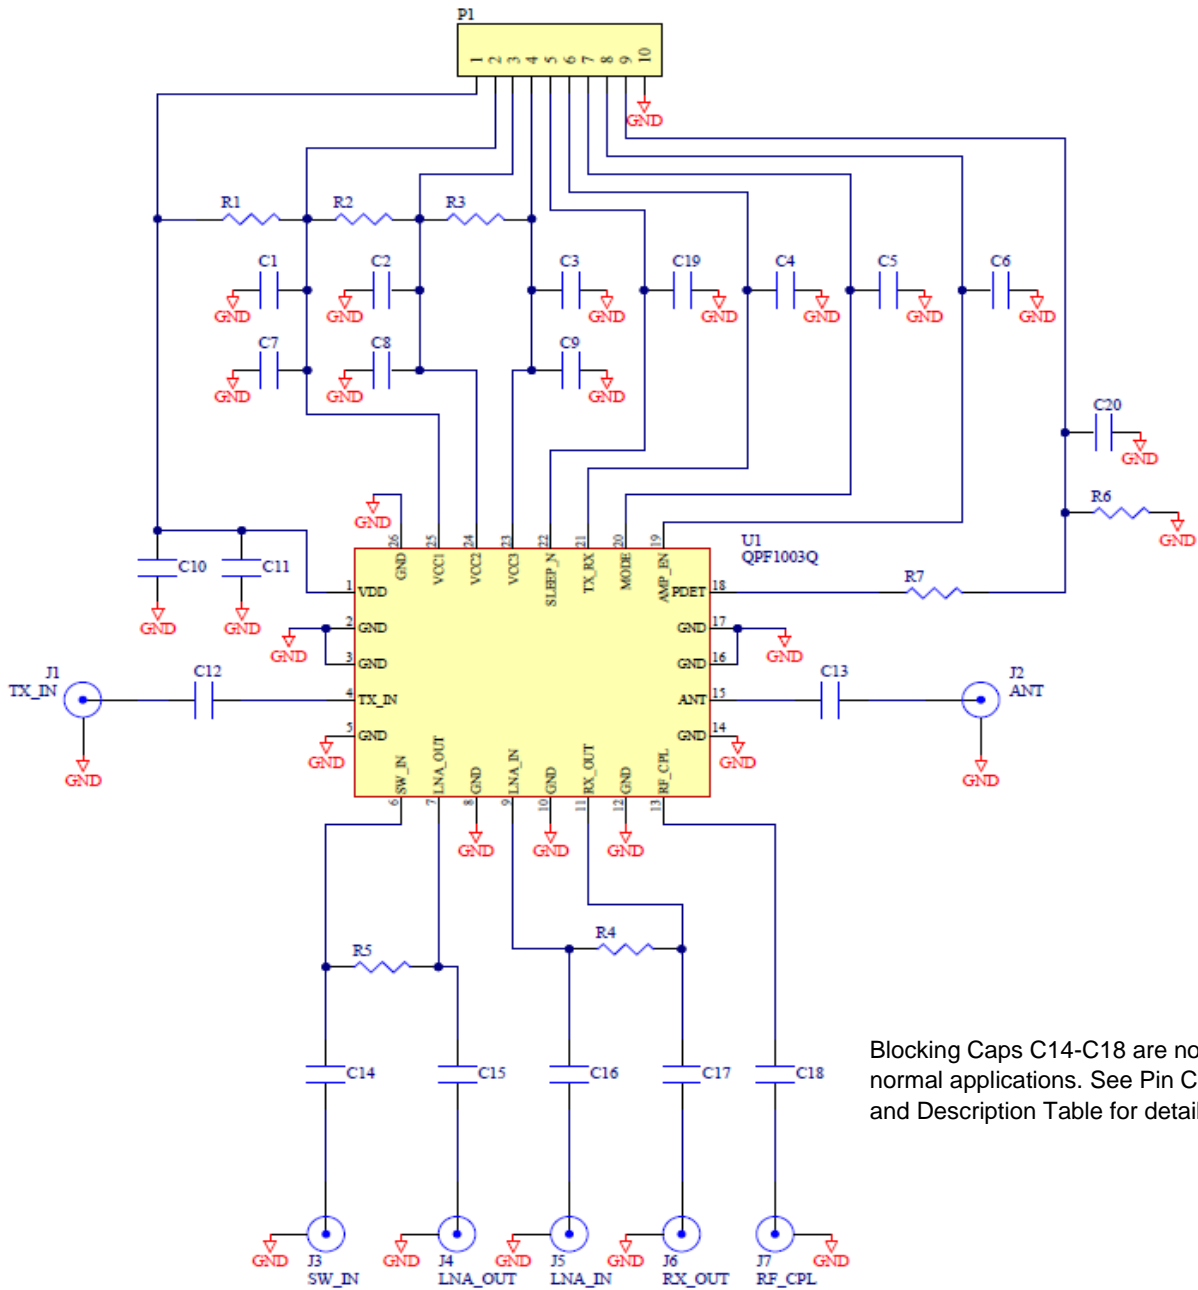 P1
1 2 3 4 5 6 7 8 9 10
GND
R1 R2 R3
C1 C2 C3 C19 C4 C5 C6
GND GND GND GND GND GND GND
C7 C8 C9
GND GND GND
C20
GND
R6
GND
GND
26 25 24 23 22 21 20 19
GND VCC1 VCC2 VCC3 SLEEP_N TX_RX MODE AMP_EN
U1
QPF1003Q
C10 C11
GND GND
1 VDD
PDET 18
R7
2 GND
GND 17
GND GND
3 GND
GND 16
J1
TX_IN
C12
4 TX_IN
ANT 15
C13
J2
ANT
GND
5 GND
GND
GND 14
GND
GND
SW_IN LNA_OUT GND LNA_IN GND RX_OUT GND RF_CPL
6 7 8 9 10 11 12 13
GND GND GND
R5 R4
C14 C15 C16 C17 C18
Blocking Caps C14-C18 are no
normal applications. See Pin C
and Description Table for detail
GND GND GND GND GND
J3 J4 J5 J6 J7
SW_IN LNA_OUT LNA_IN RX_OUT RF_CPL